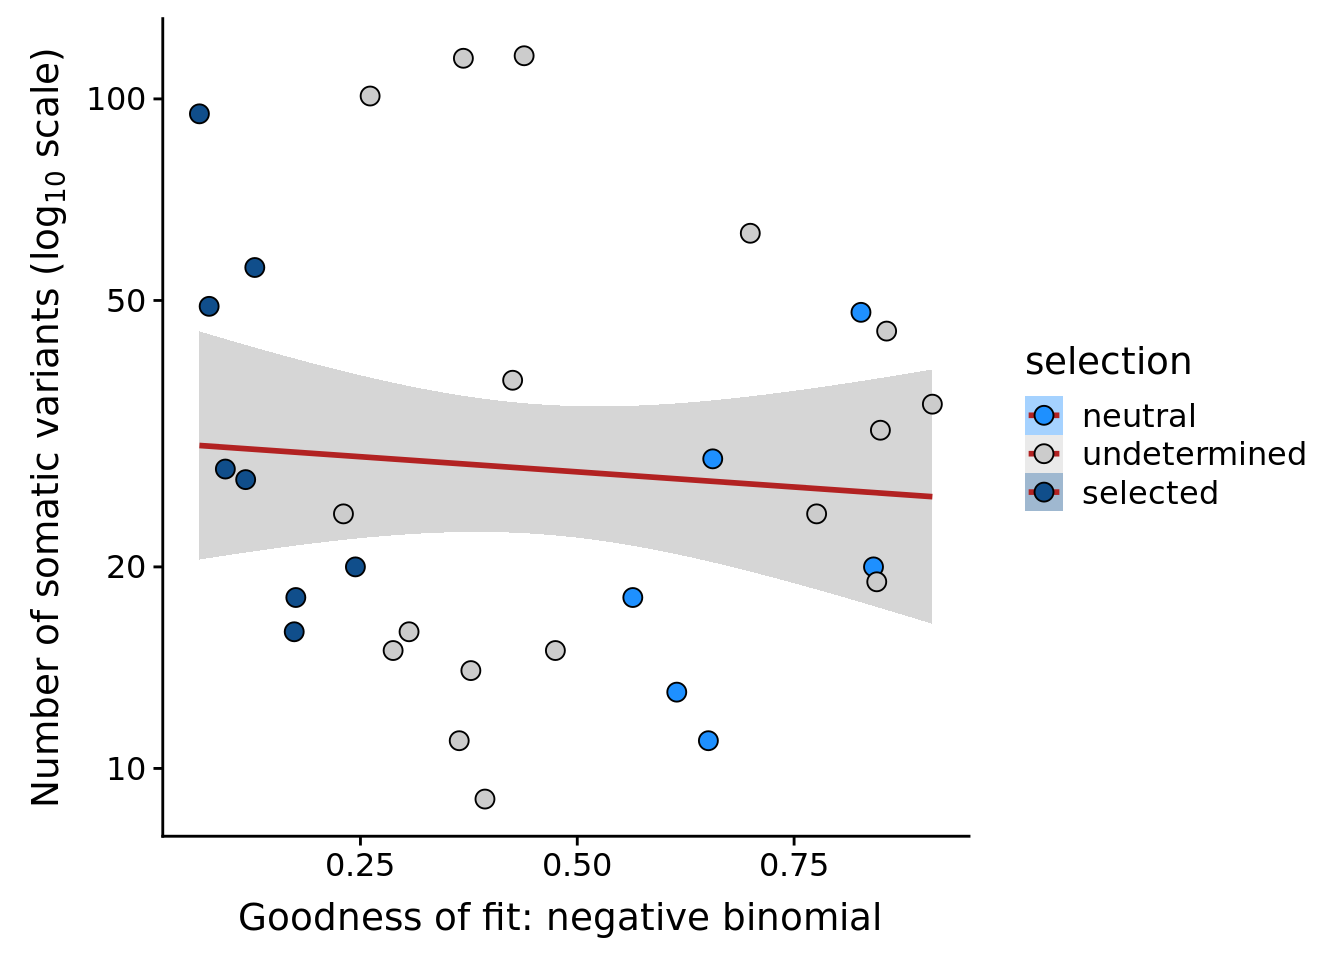 Number of somatic variants (log₁₀ scale)
100
50
20
10
0.25 0.50 0.75
Goodness of fit: negative binomial
selection
neutral
undetermined
selected